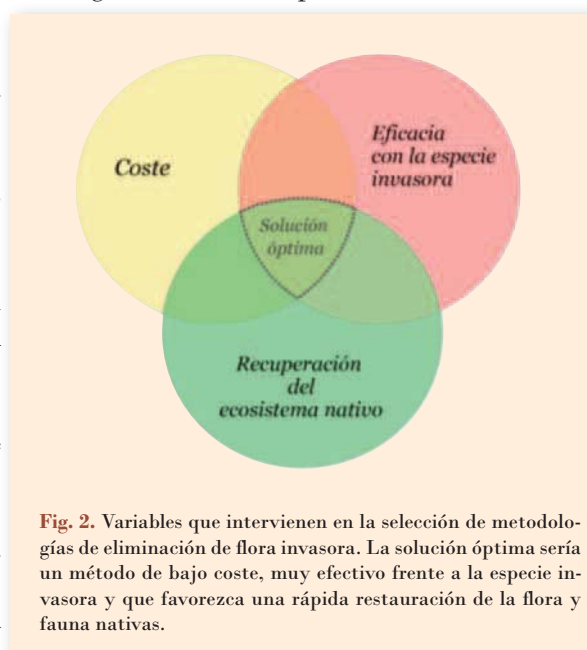 Coste
Eficacia
con la especie
invasora
Solución
óptima
Recuperación
del
ecosistema nativo
Fig. 2. Variables que intervienen en la selección de metodolo-
gías de eliminación de flora invasora. La solución óptima sería
un método de bajo coste, muy efectivo frente a la especie in-
vasora y que favorezca una rápida restauración de la flora y
fauna nativas.